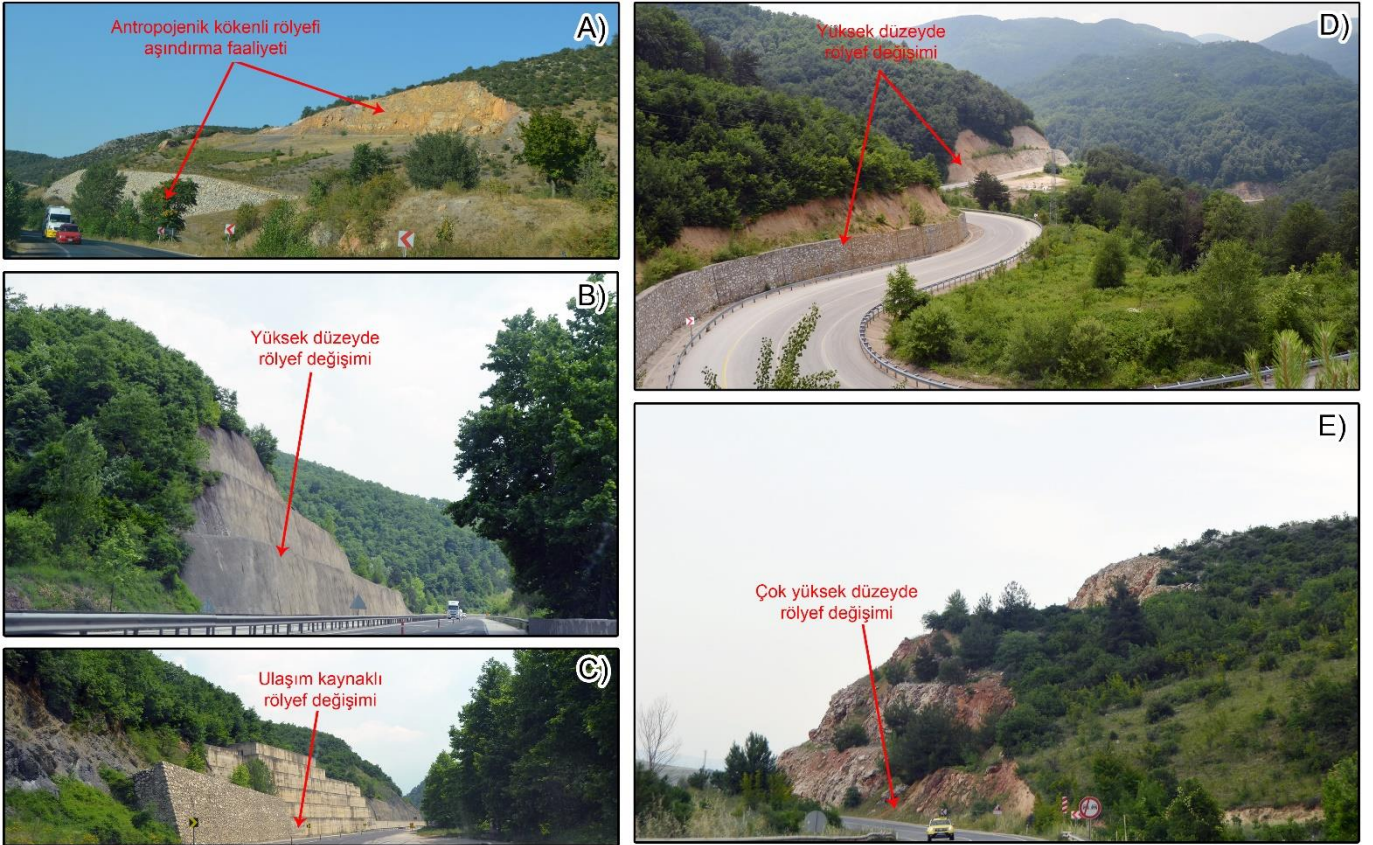 Antropojenik kökenli rölyefi
aşındırma faaliyeti
A)
Yüksek düzeyde
rölyef değişimi
B)
Ulaşım kaynaklı
rölyef değişimi
C)
Yüksek düzeyde
rölyef değişimi
D)
Çok yüksek düzeyde
rölyef değişimi
E)